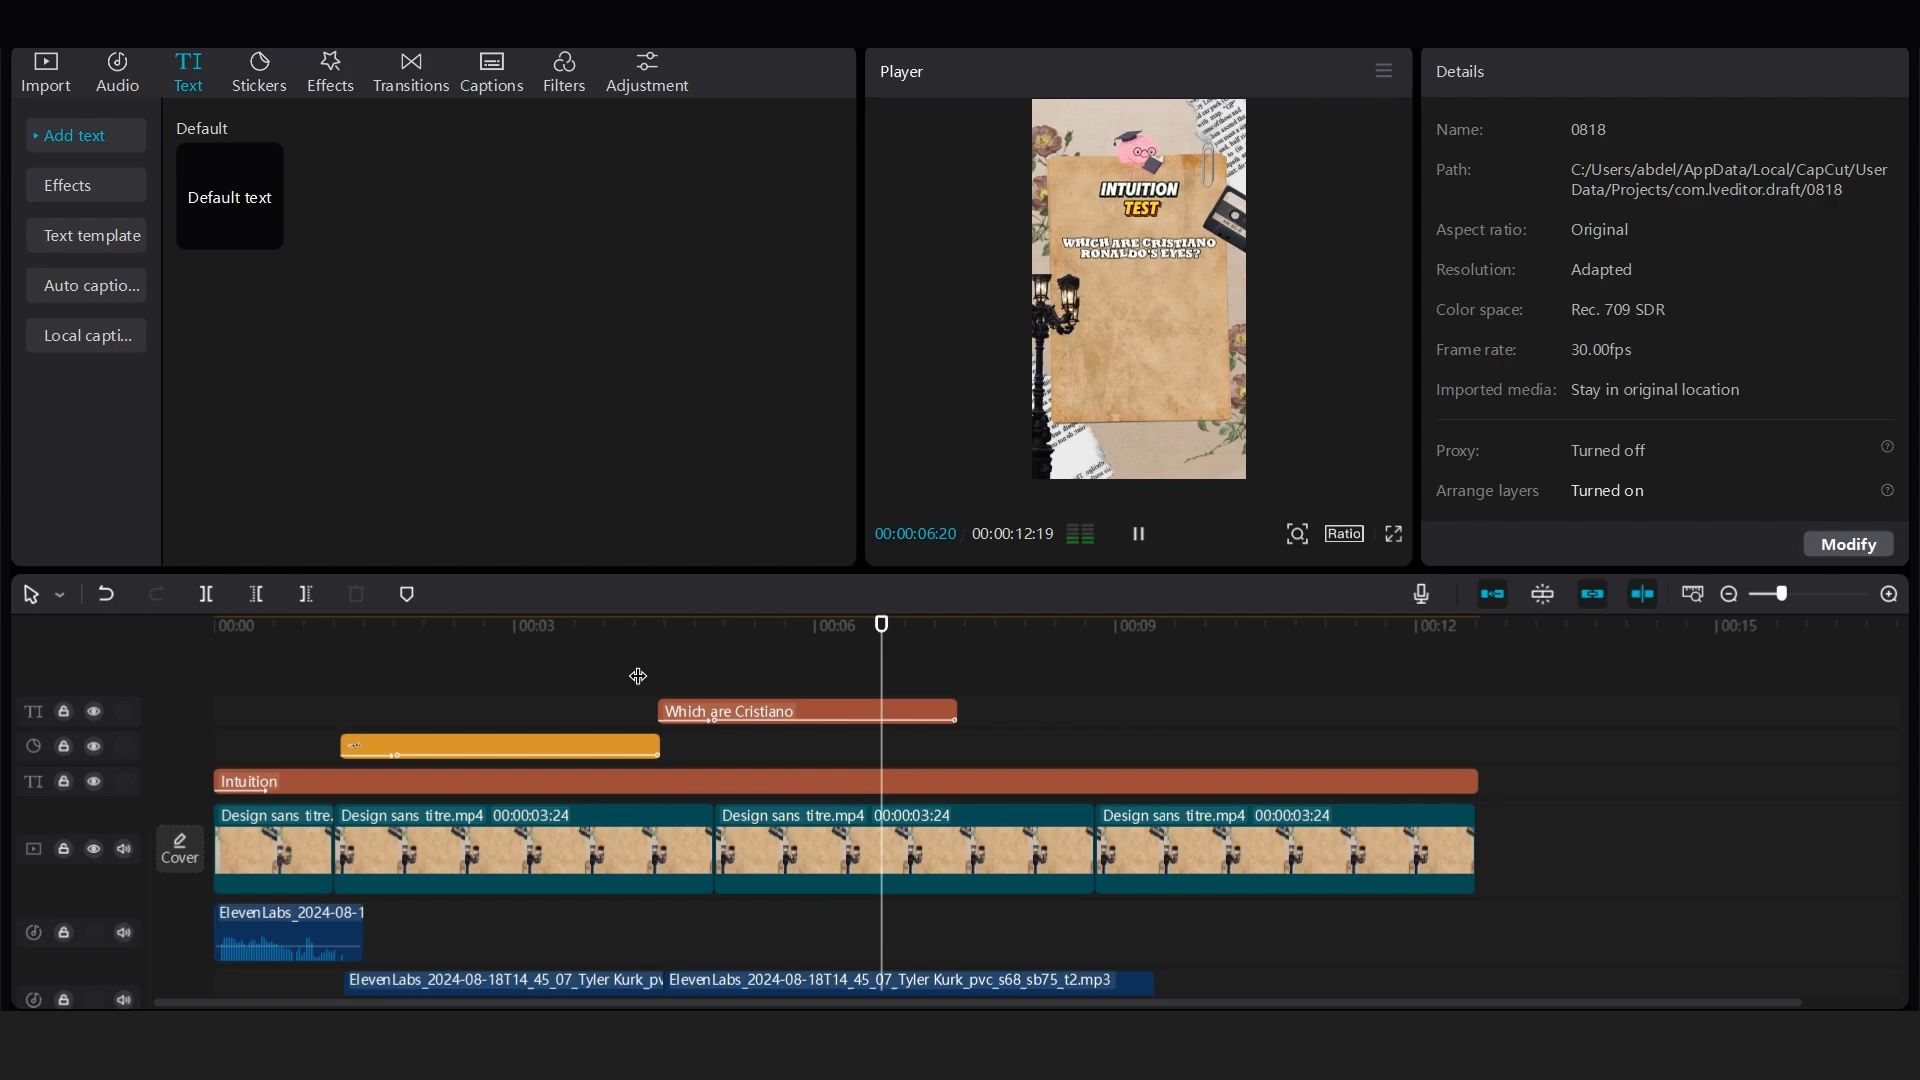 Import
Audio
TI
Text
Stickers
Effects
Transitions
Captions
Filters
Adjustment
Add text
Effects
Text template
Auto captio...
Local capti...
Default
Default text
Player
INTUITION
TEST
WHICH ARE CRISTIANO
RONALDO'S EYES?
00:00:06:20 / 00:00:12:19
Ratio
Details
Name: 0818
Path: C:/Users/abdel/AppData/Local/CapCut/User
Data/Projects/com.lveditor.draft/0818
Aspect ratio: Original
Resolution: Adapted
Color space: Rec. 709 SDR
Frame rate: 30.00fps
Imported media: Stay in original location
Proxy: Turned off
Arrange layers Turned on
Modify
00:00 00:03 00:06 00:09 00:12 00:15
TI
Which are Cristiano
TI
Intuition
Cover
Design sans titre.
Design sans titre.mp4 00:00:03:24
Design sans titre.mp4 00:00:03:24
Design sans titre.mp4 00:00:03:24
ElevenLabs_2024-08-1
ElevenLabs_2024-08-18T14_45_07_Tyler Kurk_pv
ElevenLabs_2024-08-18T14_45_07_Tyler Kurk_pvc_s68_sb75_t2.mp3